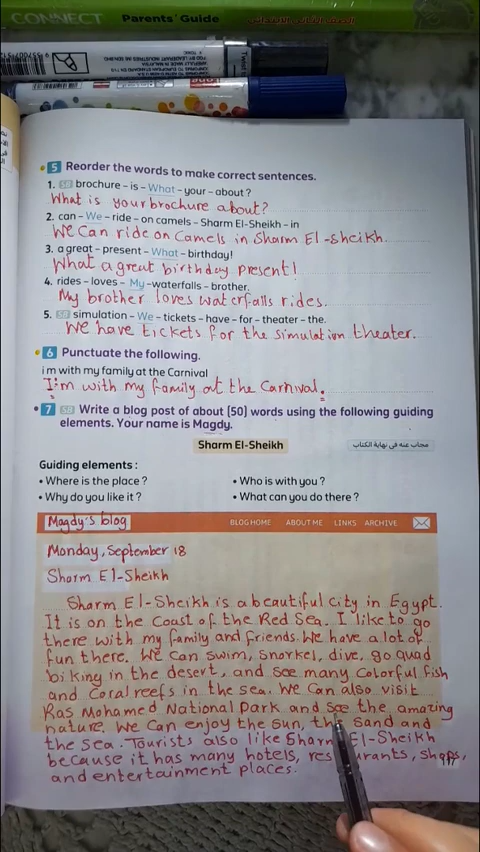 CONNECT Parents' Guide الصف الثانى الابتدائى
5 Reorder the words to make correct sentences.
1. SB brochure – is – What – your – about ?
What is your brochure about?
2. can – We – ride – on camels – Sharm El-Sheikh – in
We Can ride on Camels in Sharm El-Sheikh.
3. a great – present – What – birthday!
What a great birthday present!
4. rides – loves – My – waterfalls – brother.
My brother loves waterfalls rides.
5. SB simulation – We – tickets – have – for – theater – the.
We have tickets for the simulation theater.
6 Punctuate the following.
i m with my family at the Carnival
I'm with my family at the Carnival.
7 SB Write a blog post of about [50] words using the following guiding
elements. Your name is Magdy.
Sharm El-Sheikh
مجاب عنه فى نهاية الكتاب
Guiding elements :
• Where is the place ? • Who is with you ?
• Why do you like it ? • What can you do there ?
Magdy's blog BLOG HOME ABOUT ME LINKS ARCHIVE
Monday, September 18
Sharm El-Sheikh
Sharm El-Sheikh is a beautiful city in Egypt.
It is on the Coast of the Red Sea. I like to go
there with my family and friends. We have a lot of
fun there. We Can swim, Snorkel, dive, go quad
biking in the desert, and see many Colorful fish
and Coral reefs in the sea. We Can also visit
Ras Mohamed National Park and see the amazing
nature. We Can enjoy the Sun, the Sand and
the Sea. Tourists also like Sharm El-Sheikh
because it has many hotels, restaurants, shops,
and entertainment places.